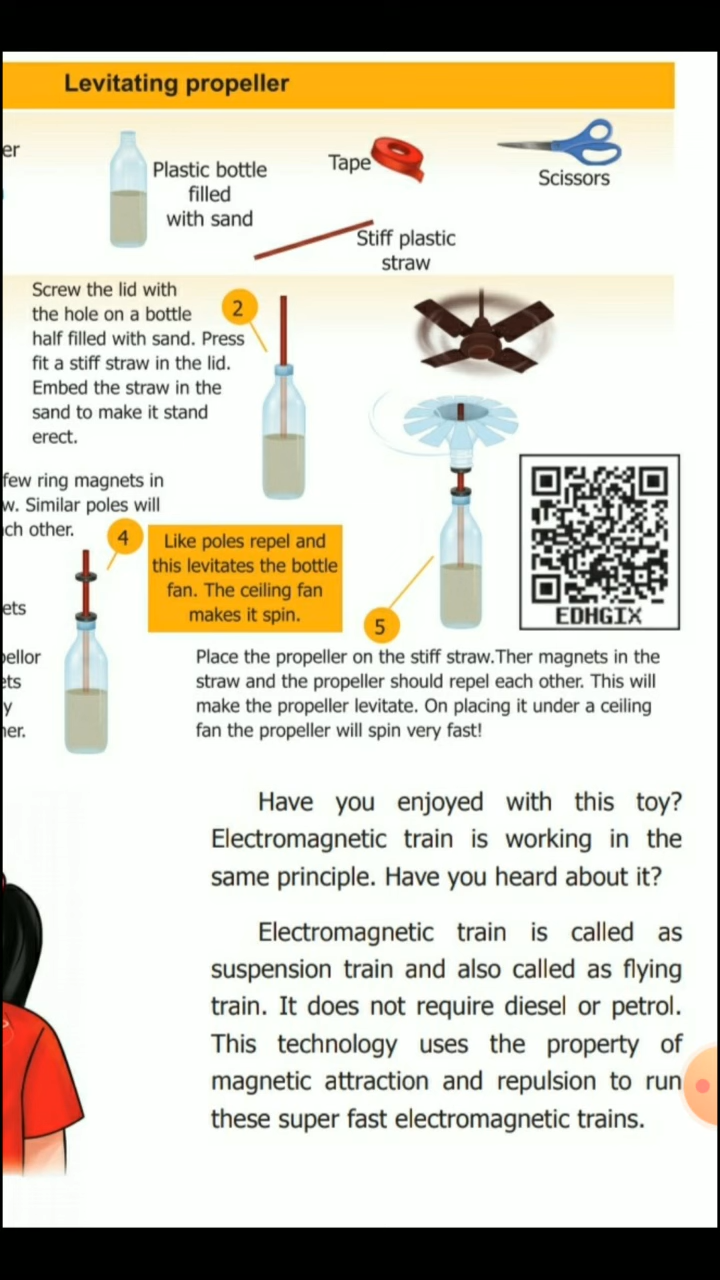 Levitating propeller
er
Plastic bottle
filled
with sand
Tape
Scissors
Stiff plastic
straw
Screw the lid with
the hole on a bottle
half filled with sand. Press
fit a stiff straw in the lid.
Embed the straw in the
sand to make it stand
erect.
2
few ring magnets in
w. Similar poles will
ch other.
4
Like poles repel and
this levitates the bottle
fan. The ceiling fan
makes it spin.
EDHGIX
5
ets
pellor
ets
y
her.
Place the propeller on the stiff straw.Ther magnets in the
straw and the propeller should repel each other. This will
make the propeller levitate. On placing it under a ceiling
fan the propeller will spin very fast!
Have you enjoyed with this toy?
Electromagnetic train is working in the
same principle. Have you heard about it?
Electromagnetic train is called as
suspension train and also called as flying
train. It does not require diesel or petrol.
This technology uses the property of
magnetic attraction and repulsion to run
these super fast electromagnetic trains.